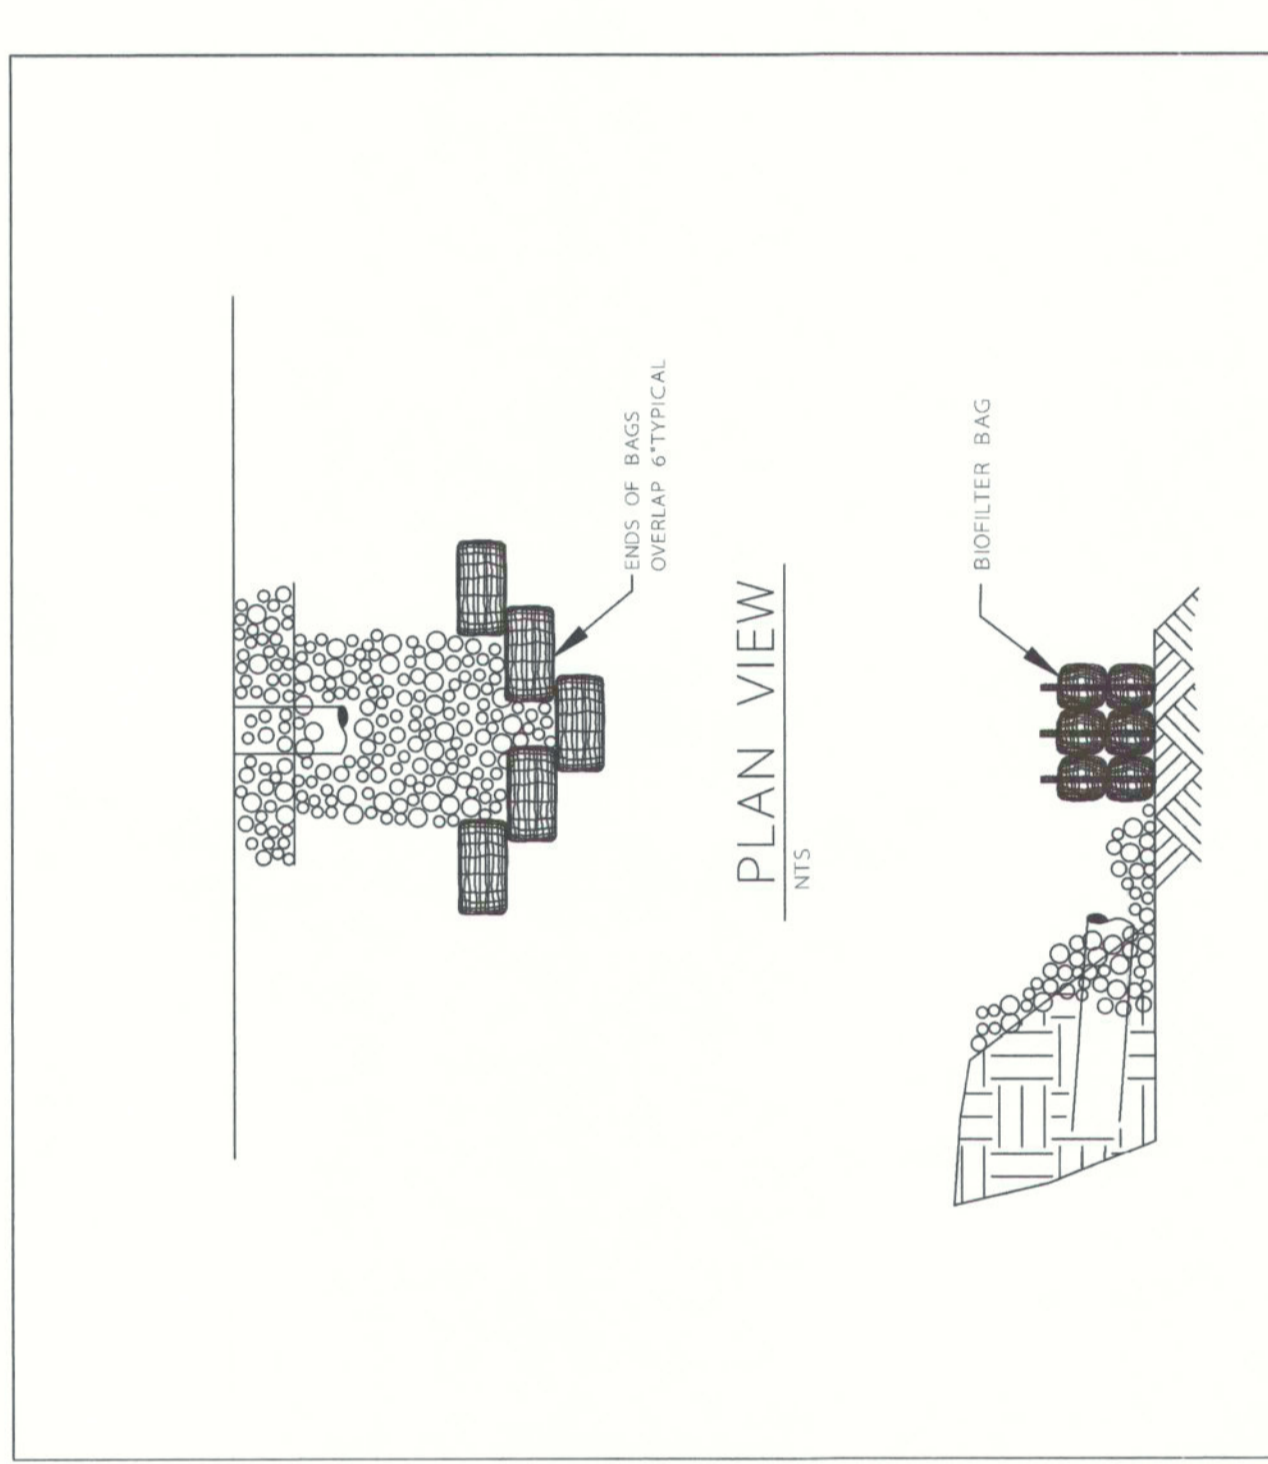 ENDS OF BAGS
OVERLAP 6"TYPICAL
PLAN VIEW
NTS
BIOFILTER BAG